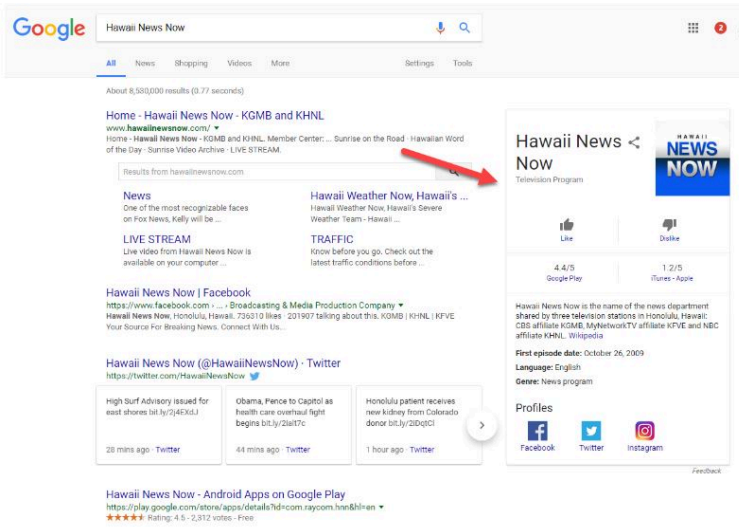 Google
Hawaii News Now
2
All News Shopping Videos More Settings Tools
About 8,530,000 results (0.77 seconds)
Home - Hawaii News Now - KGMB and KHNL
www.hawaiinewsnow.com/
Home - Hawaii News Now - KGMB and KHNL. Member Center: ... Sunrise on the Road · Hawaiian Word
of the Day · Sunrise Video Archive · LIVE STREAM.
Results from hawaiinewsnow.com
News
One of the most recognizable faces
on Fox News, Kelly will be ...
Hawaii Weather Now, Hawaii's ...
Hawaii Weather Now, Hawaii's Severe
Weather Team - Hawaii ...
LIVE STREAM
Live video from Hawaii News Now is
available on your computer ...
TRAFFIC
Know before you go. Check out the
latest traffic conditions before ...
Hawaii News Now | Facebook
https://www.facebook.com › ... › Broadcasting & Media Production Company
Hawaii News Now, Honolulu, Hawaii. 736310 likes · 201907 talking about this. KGMB | KHNL | KFVE
Your Source For Breaking News. Connect With Us...
Hawaii News Now (@HawaiiNewsNow) · Twitter
https://twitter.com/HawaiiNewsNow
High Surf Advisory issued for
east shores bit.ly/2j4EXdJ
28 mins ago · Twitter
Obama, Pence to Capitol as
health care overhaul fight
begins bit.ly/2iaIt7c
44 mins ago · Twitter
Honolulu patient receives
new kidney from Colorado
donor bit.ly/2iDqtCl
1 hour ago · Twitter
Hawaii News Now - Android Apps on Google Play
https://play.google.com/store/apps/details?id=com.raycom.hnn&hl=en
Rating: 4.5 - 2,312 votes - Free
Hawaii News
Now
Television Program
HAWAII
NEWS
NOW
Like
Dislike
4.4/5
Google Play
1.2/5
iTunes - Apple
Hawaii News Now is the name of the news department
shared by three television stations in Honolulu, Hawaii:
CBS affiliate KGMB, MyNetworkTV affiliate KFVE and NBC
affiliate KHNL. Wikipedia
First episode date: October 26, 2009
Language: English
Genre: News program
Profiles
Facebook
Twitter
Instagram
Feedback